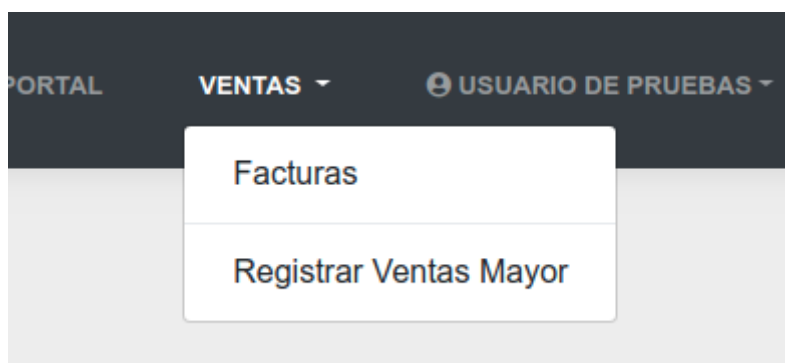 PORTAL
VENTAS
USUARIO DE PRUEBAS
Facturas
Registrar Ventas Mayor